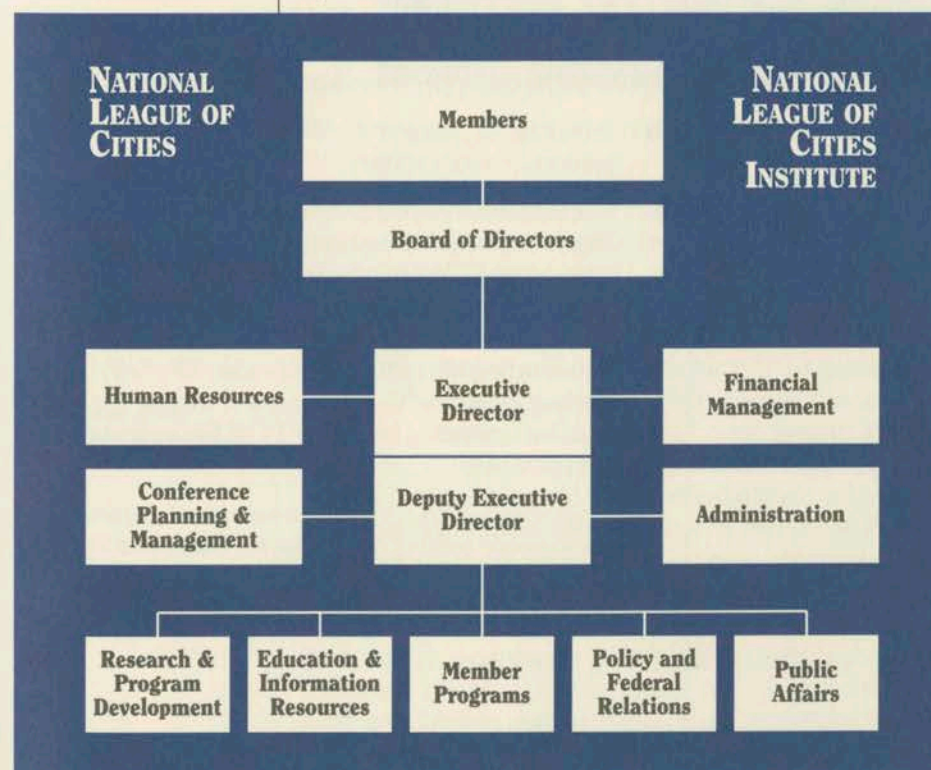 NATIONAL
LEAGUE OF
CITIES
NATIONAL
LEAGUE OF
CITIES
INSTITUTE
Members
Board of Directors
Human Resources
Executive
Director
Financial
Management
Conference
Planning &
Management
Deputy Executive
Director
Administration
Research &
Program
Development
Education &
Information
Resources
Member
Programs
Policy and
Federal
Relations
Public
Affairs